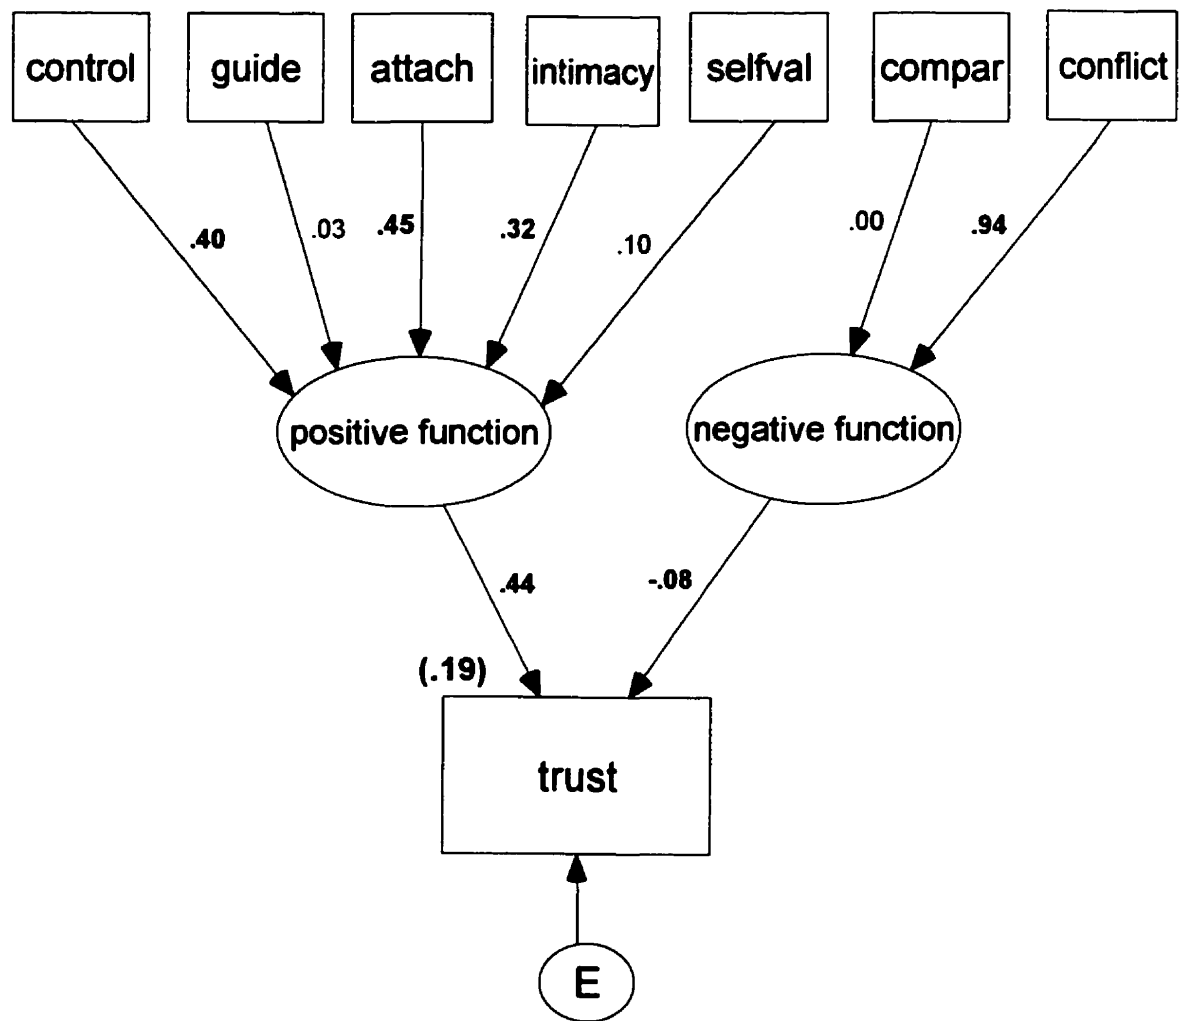 control
guide
attach
intimacy
selfval
compar
conflict
.40
.03
.45
.32
.10
.00
.94
positive function
negative function
.44
-.08
(.19)
trust
E